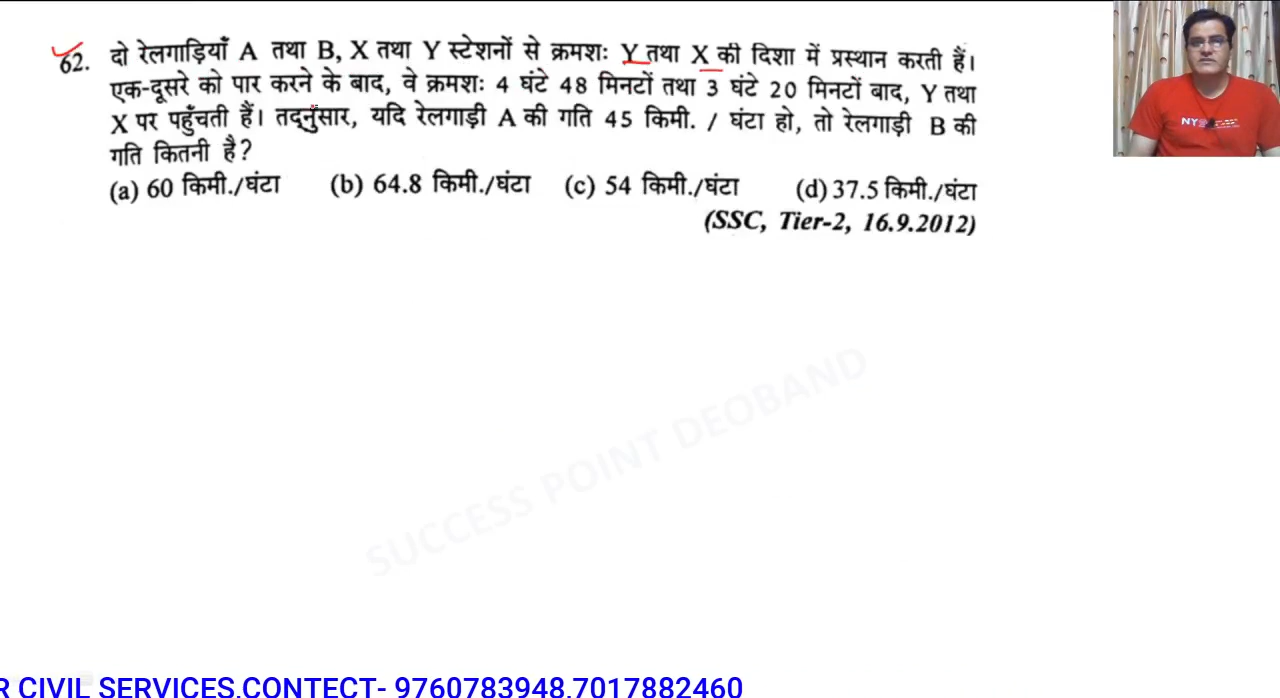 62. दो रेलगाड़ियाँ A तथा B, X तथा Y स्टेशनों से क्रमशः Y तथा X की दिशा में प्रस्थान करती हैं।
एक-दूसरे को पार करने के बाद, वे क्रमशः 4 घंटे 48 मिनटों तथा 3 घंटे 20 मिनटों बाद, Y तथा
X पर पहुँचती हैं। तद्नुसार, यदि रेलगाड़ी A की गति 45 किमी. / घंटा हो, तो रेलगाड़ी B की
गति कितनी है?
(a) 60 किमी./घंटा (b) 64.8 किमी./घंटा (c) 54 किमी./घंटा (d) 37.5 किमी./घंटा
(SSC, Tier-2, 16.9.2012)
SUCCESS POINT DEOBAND
R CIVIL SERVICES,CONTECT- 9760783948,7017882460